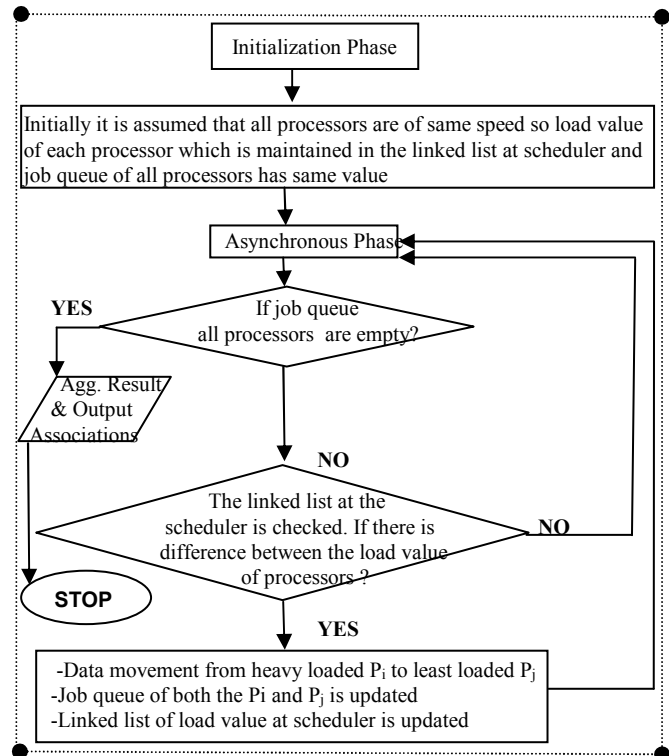 Initialization Phase
Initially it is assumed that all processors are of same speed so load value
of each processor which is maintained in the linked list at scheduler and
job queue of all processors has same value
Asynchronous Phase
YES
If job queue
all processors are empty?
Agg. Result
& Output
Associations
NO
The linked list at the
scheduler is checked. If there is
difference between the load value
of processors ?
NO
STOP
YES
-Data movement from heavy loaded Pi to least loaded Pj
-Job queue of both the Pi and Pj is updated
-Linked list of load value at scheduler is updated